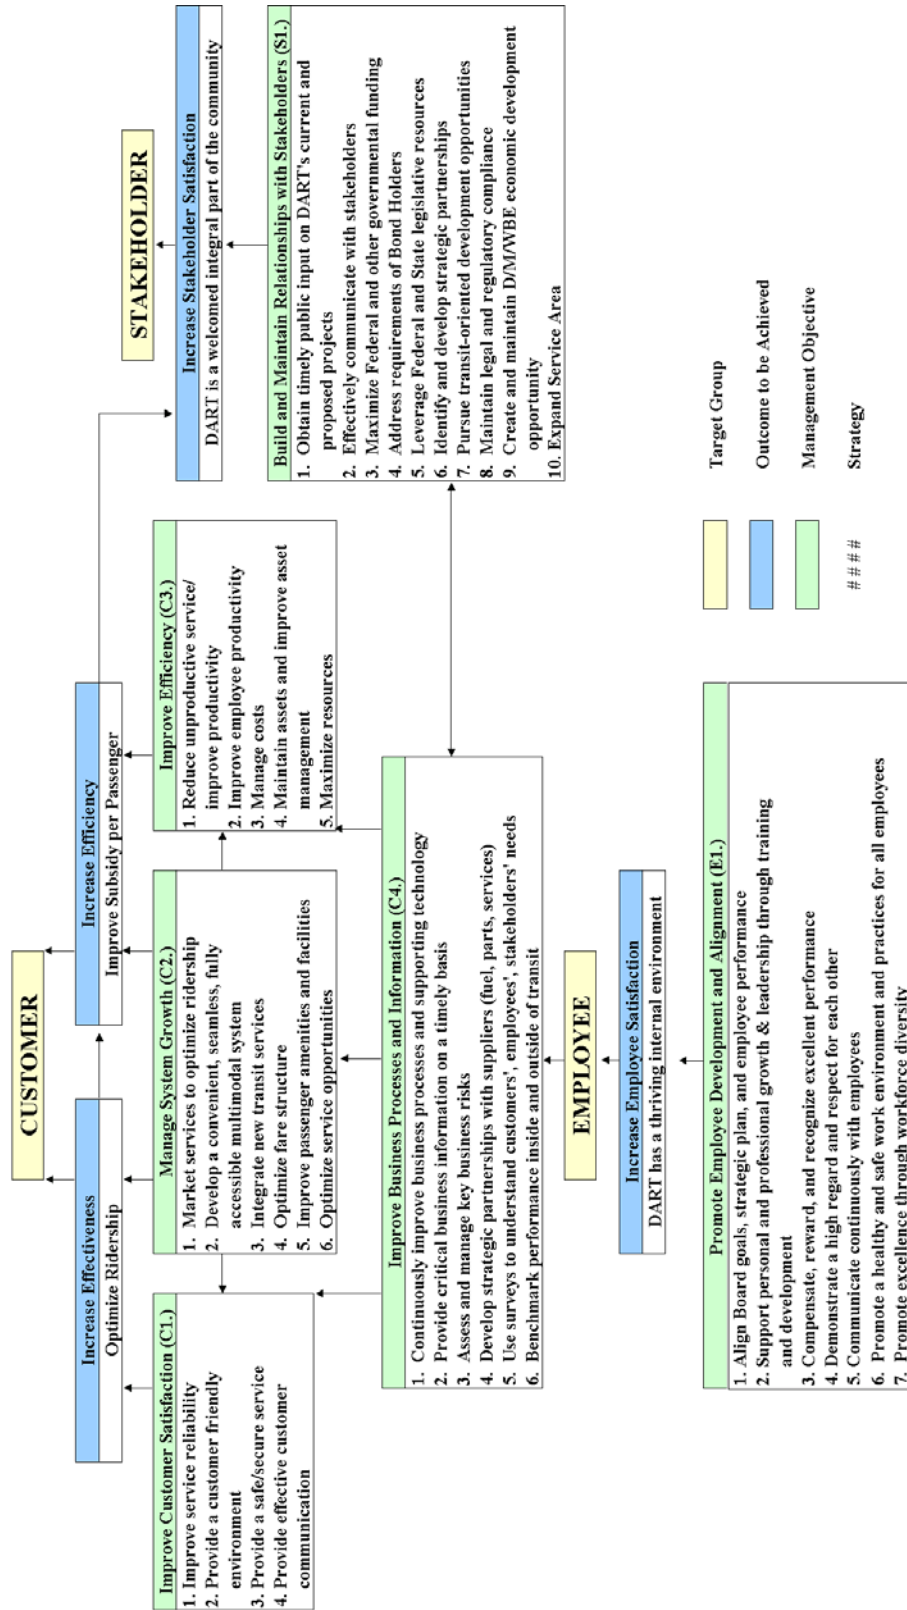 CUSTOMER
STAKEHOLDER
Increase Effectiveness
Optimize Ridership
Increase Efficiency
Improve Subsidy per Passenger
Increase Stakeholder Satisfaction
DART is a welcomed integral part of the community
Improve Customer Satisfaction (C1.)
1. Improve service reliability
2. Provide a customer friendly
environment
3. Provide a safe/secure service
4. Provide effective customer
communication
Manage System Growth (C2.)
1. Market services to optimize ridership
2. Develop a convenient, seamless, fully
accessible multimodal system
3. Integrate new transit services
4. Optimize fare structure
5. Improve passenger amenities and facilities
6. Optimize service opportunities
Improve Efficiency (C3.)
1. Reduce unproductive service/
improve productivity
2. Improve employee productivity
3. Manage costs
4. Maintain assets and improve asset
management
5. Maximize resources
Build and Maintain Relationships with Stakeholders (S1.)
1. Obtain timely public input on DART's current and
proposed projects
2. Effectively communicate with stakeholders
3. Maximize Federal and other governmental funding
4. Address requirements of Bond Holders
5. Leverage Federal and State legislative resources
6. Identify and develop strategic partnerships
7. Pursue transit-oriented development opportunities
8. Maintain legal and regulatory compliance
9. Create and maintain D/M/WBE economic development
opportunity
10. Expand Service Area
Improve Business Processes and Information (C4.)
1. Continuously improve business processes and supporting technology
2. Provide critical business information on a timely basis
3. Assess and manage key business risks
4. Develop strategic partnerships with suppliers (fuel, parts, services)
5. Use surveys to understand customers', employees', stakeholders' needs
6. Benchmark performance inside and outside of transit
EMPLOYEE
Increase Employee Satisfaction
DART has a thriving internal environment
Promote Employee Development and Alignment (E1.)
1. Align Board goals, strategic plan, and employee performance
2. Support personal and professional growth & leadership through training
and development
3. Compensate, reward, and recognize excellent performance
4. Demonstrate a high regard and respect for each other
5. Communicate continuously with employees
6. Promote a healthy and safe work environment and practices for all employees
7. Promote excellence through workforce diversity
Target Group
Outcome to be Achieved
Management Objective
# # # # Strategy